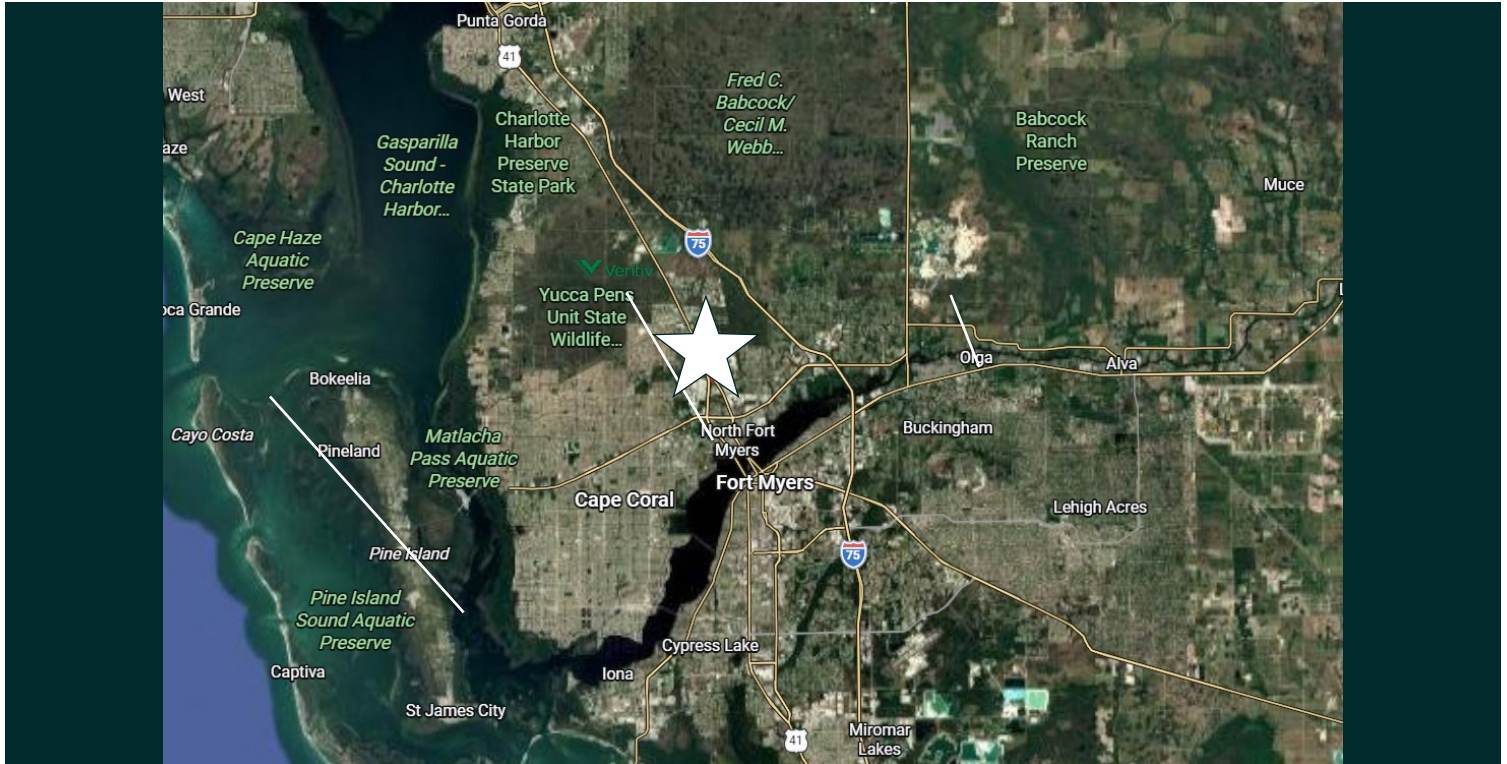 Punta Gorda
41
West
Fred C.
Babcock/
Cecil M.
Webb...
Charlotte
Harbor
Preserve
State Park
Babcock
Ranch
Preserve
Gasparilla
Sound -
Charlotte
Harbor...
aze
Muce
Cape Haze
Aquatic
Preserve
75
Veritiv
Yucca Pens
Unit State
Wildlife...
L
oca Grande
Olga
Alva
Bokeelia
Cayo Costa
Pineland
Matlacha
Pass Aquatic
Preserve
North Fort
Myers
Buckingham
Fort Myers
Cape Coral
Lehigh Acres
Pine Island
75
Pine Island
Sound Aquatic
Preserve
Cypress Lake
Captiva
Iona
St James City
41
Miromar
Lakes